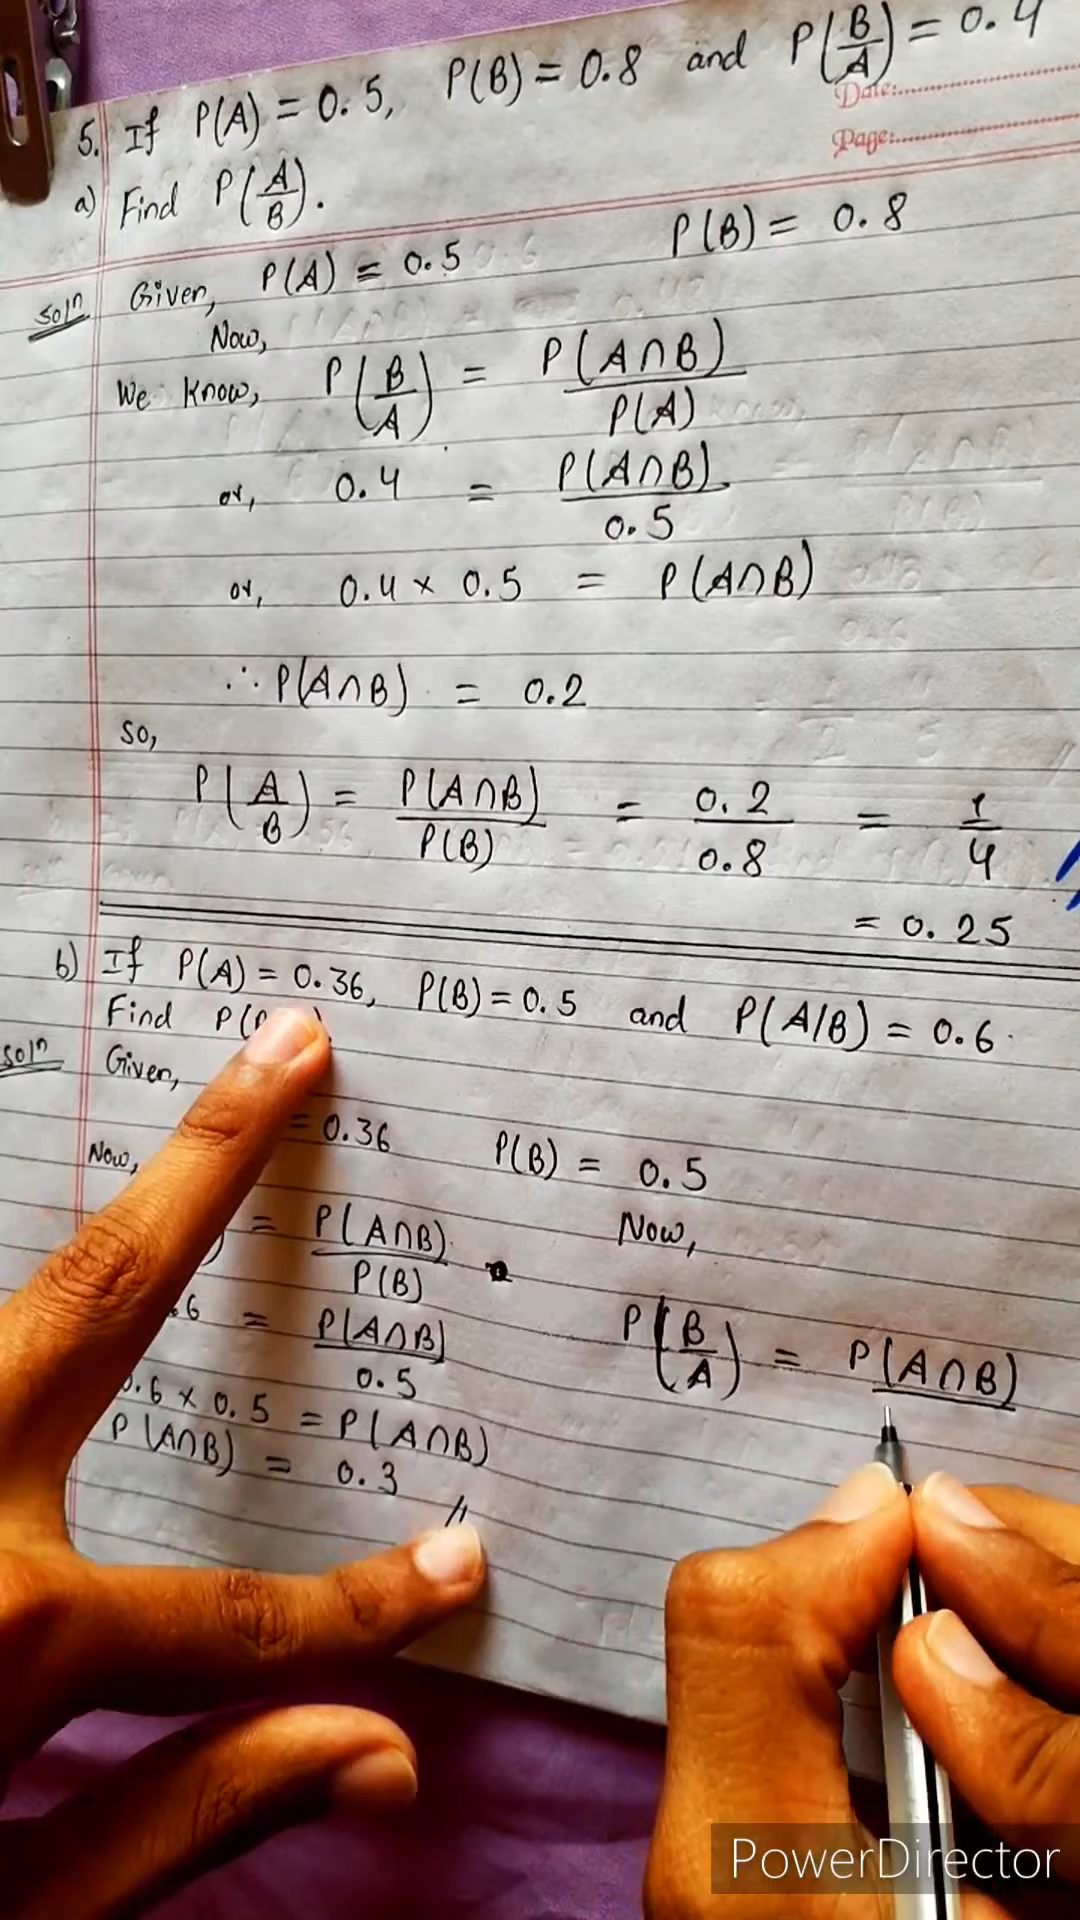 5. If P(A) = 0.5, P(B) = 0.8 and P(B/A) = 0.4
Date:
Page:
a) Find P(A/B).
Soln Given, P(A) = 0.5 P(B) = 0.8
Now,
We know, P(B/A) = P(A∩B)/P(A)
or, 0.4 = P(A∩B)/0.5
or, 0.4 × 0.5 = P(A∩B)
∴ P(A∩B) = 0.2
So,
P(A/B) = P(A∩B)/P(B) = 0.2/0.8 = 1/4
= 0.25
b) If P(A) = 0.36, P(B) = 0.5 and P(A/B) = 0.6.
Find P(
Soln Given,
= 0.36 P(B) = 0.5
Now,
= P(A∩B)/P(B)
.6 = P(A∩B)/0.5
0.6 × 0.5 = P(A∩B)
P(A∩B) = 0.3 //
Now,
P(B/A) = P(A∩B)
PowerDirector